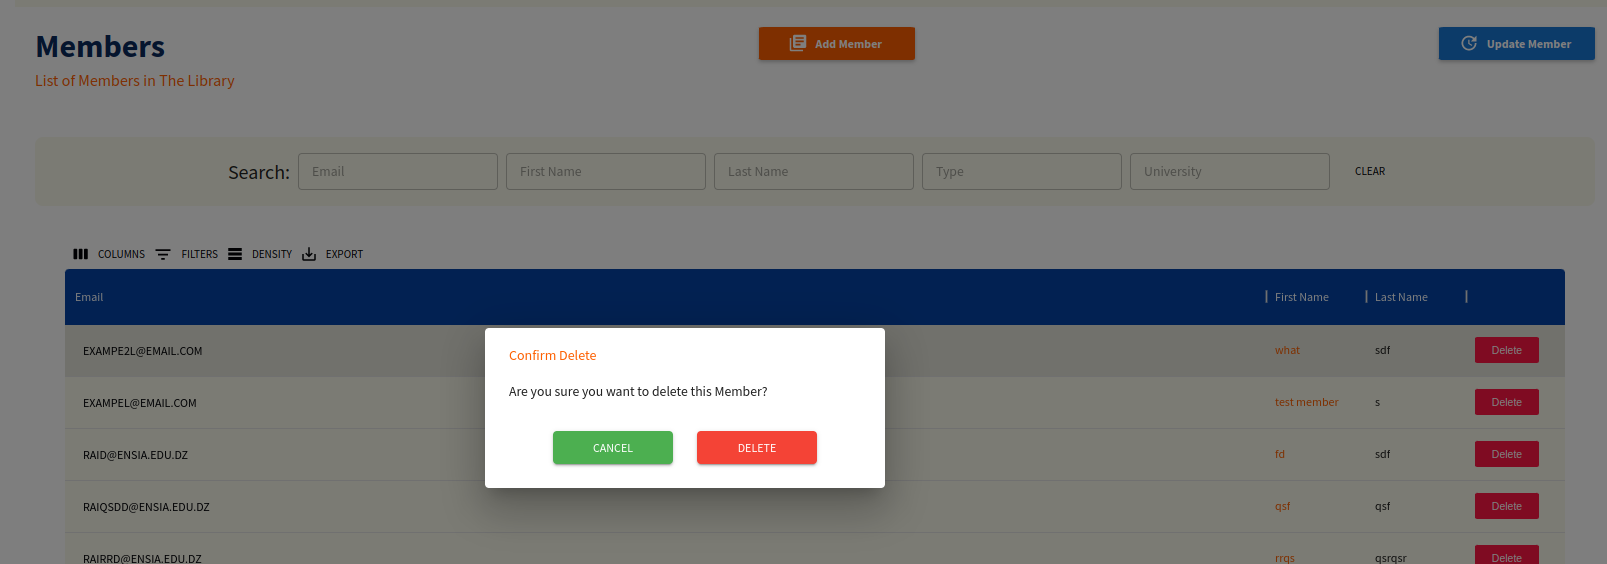 Members
List of Members in The Library
Add Member
Update Member
Search:
Email
First Name
Last Name
Type
University
CLEAR
COLUMNS
FILTERS
DENSITY
EXPORT
Email
First Name
Last Name
EXAMPE2L@EMAIL.COM
what
sdf
Delete
EXAMPEL@EMAIL.COM
test member
s
Delete
RAID@ENSIA.EDU.DZ
fd
sdf
Delete
RAIQSDD@ENSIA.EDU.DZ
qsf
qsf
Delete
RAIRRD@ENSIA.EDU.DZ
rrqs
qsrqsr
Delete
Confirm Delete
Are you sure you want to delete this Member?
CANCEL
DELETE